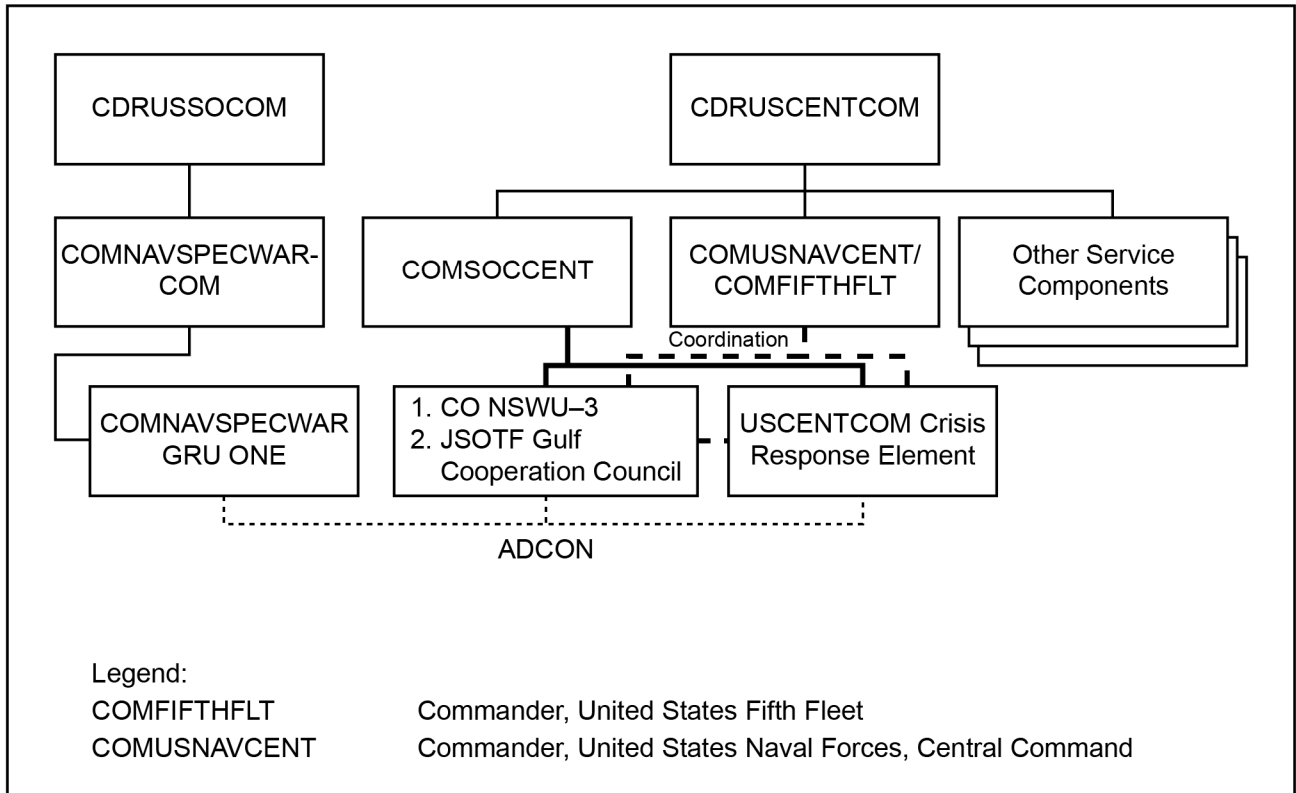 CDRUSSOCOM
CDRUSCENTCOM
COMNAVSPECWAR-
COM
COMSOCCENT
COMUSNAVCENT/
COMFIFTHFLT
Other Service
Components
Coordination
COMNAVSPECWAR
GRU ONE
1. CO NSWU–3
2. JSOTF Gulf
Cooperation Council
USCENTCOM Crisis
Response Element
ADCON
Legend:
COMFIFTHFLT Commander, United States Fifth Fleet
COMUSNAVCENT Commander, United States Naval Forces, Central Command